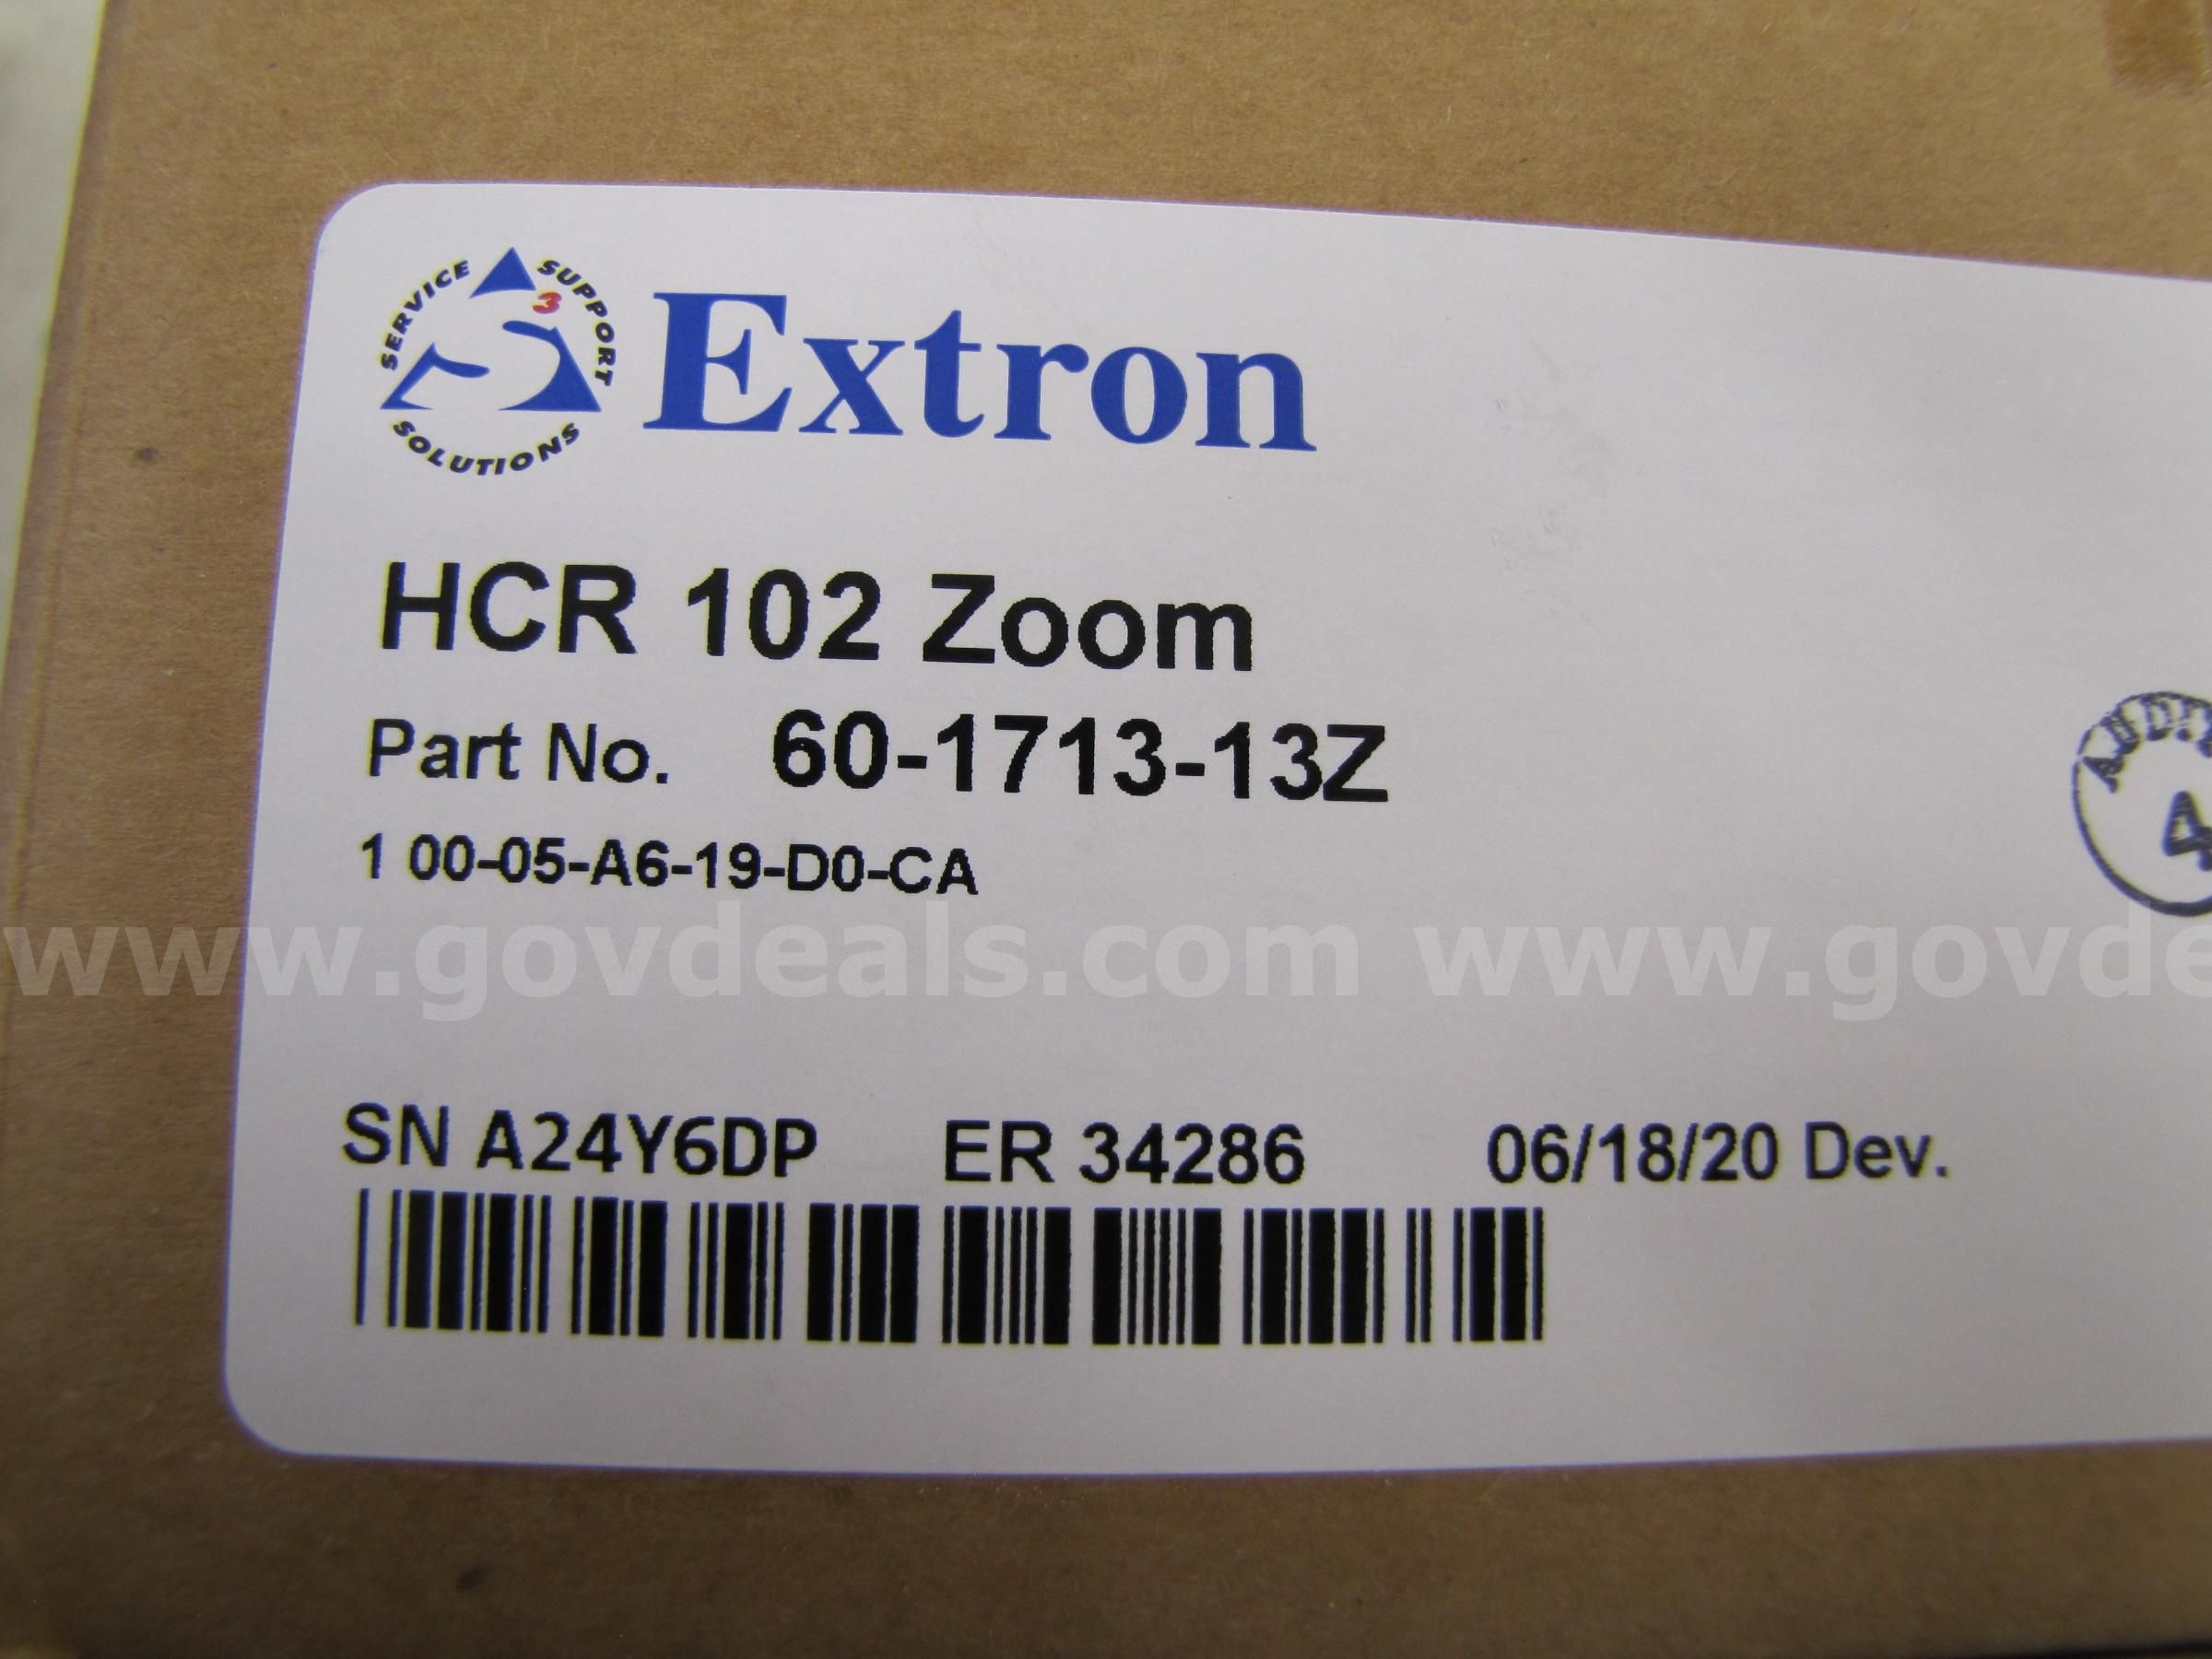 SERVICE SUPPORT SOLUTIONS
3
Extron
HCR 102 Zoom
Part No. 60-1713-13Z
1 00-05-A6-19-D0-CA
4
www.govdeals.com www.govde
SN A24Y6DP ER 34286 06/18/20 Dev.